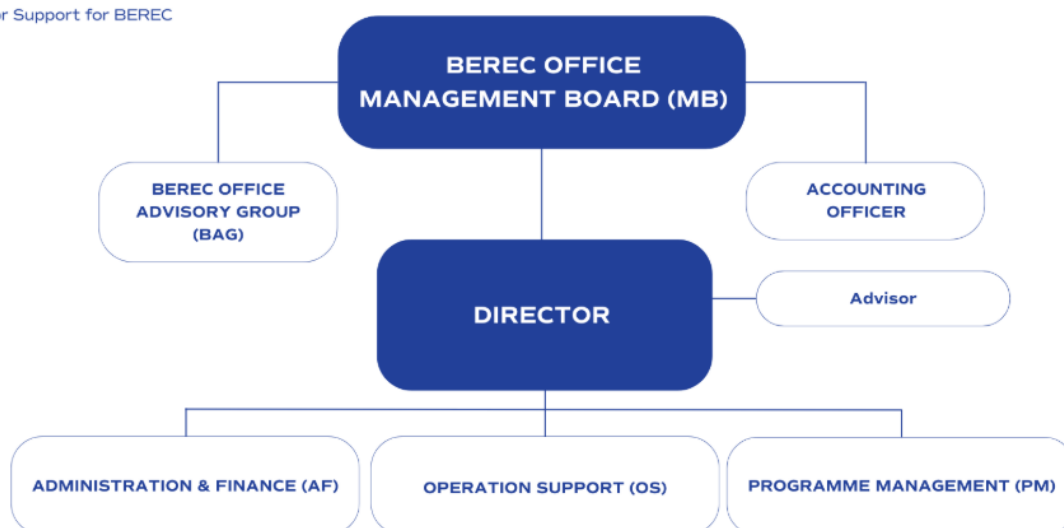 or Support for BEREC
BEREC OFFICE
MANAGEMENT BOARD (MB)
BEREC OFFICE
ADVISORY GROUP
(BAG)
ACCOUNTING
OFFICER
DIRECTOR
Advisor
ADMINISTRATION & FINANCE (AF)
OPERATION SUPPORT (OS)
PROGRAMME MANAGEMENT (PM)